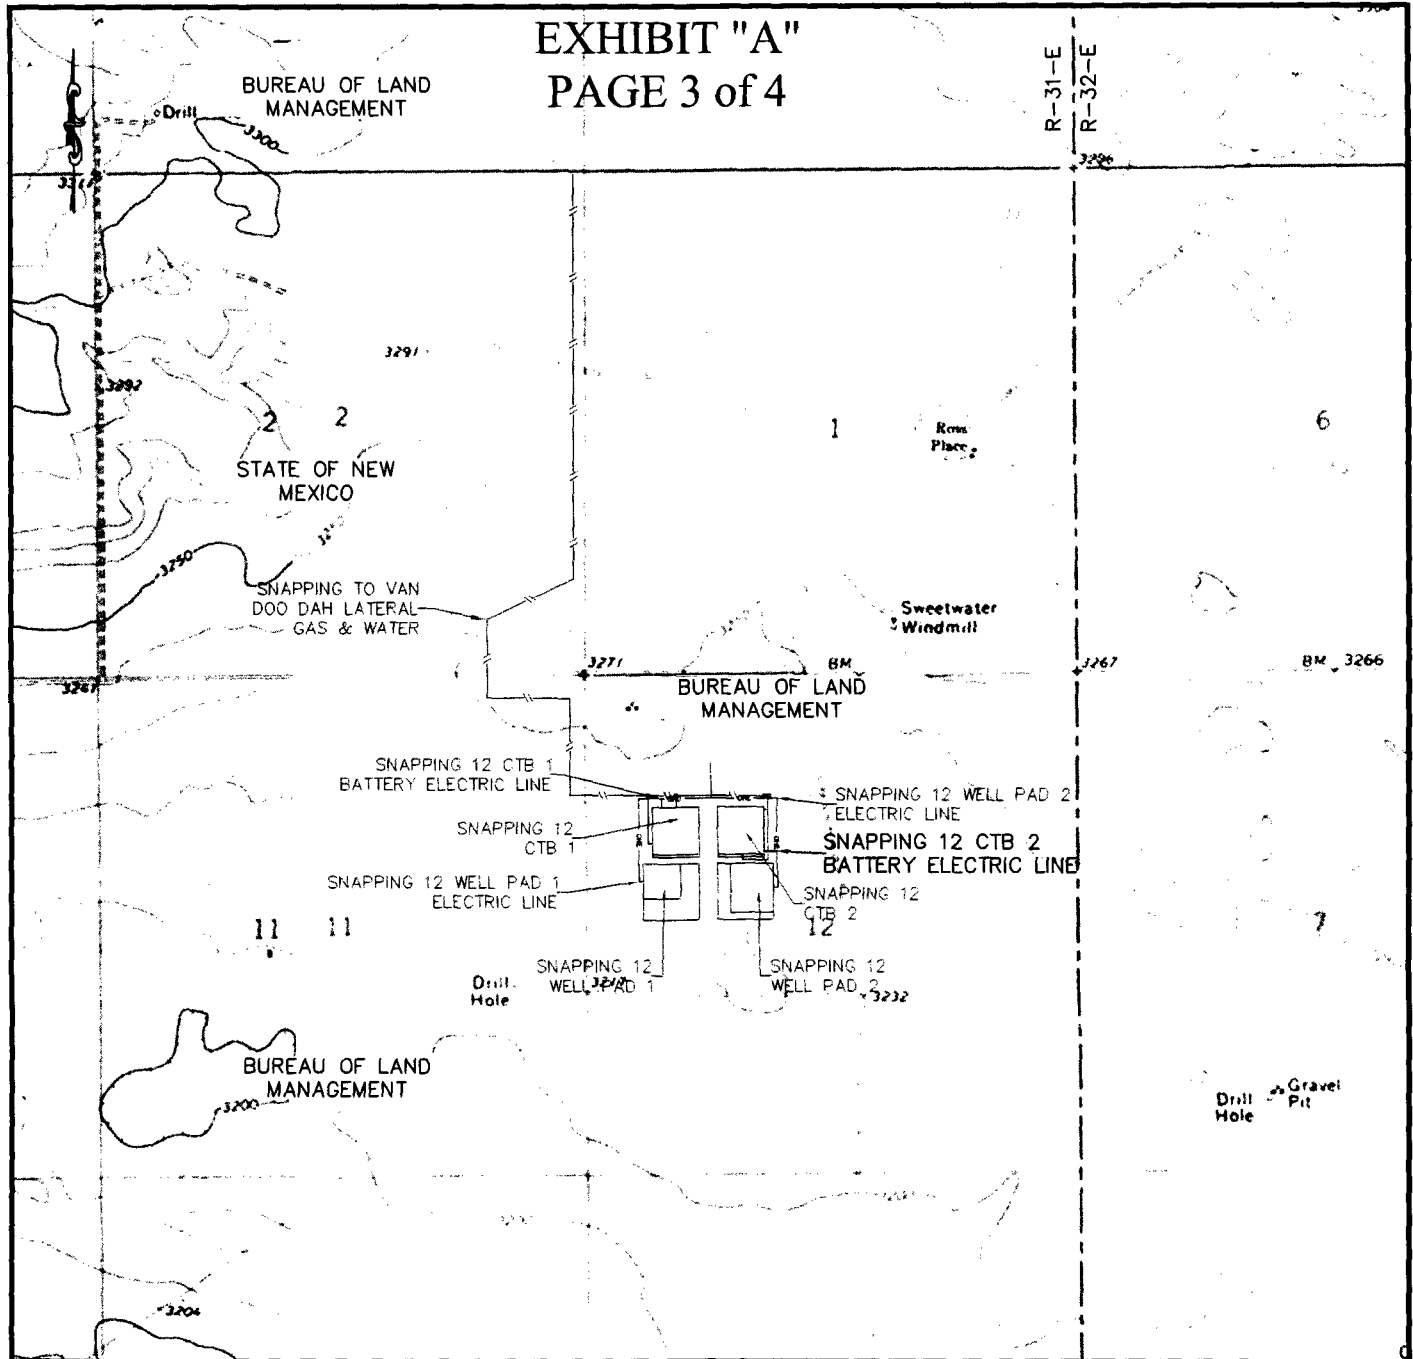 EXHIBIT "A"
PAGE 3 of 4
R-31-E
R-32-E
BUREAU OF LAND
MANAGEMENT
Drill
3300
3296
3291
3292
2 2
1
6
Ross
Place
STATE OF NEW
MEXICO
3250
SNAPPING TO VAN
DOO DAH LATERAL
GAS & WATER
Sweetwater
Windmill
3271
BM
3267
BM 3266
3267
BUREAU OF LAND
MANAGEMENT
SNAPPING 12 CTB 1
BATTERY ELECTRIC LINE
SNAPPING 12 WELL PAD 2
ELECTRIC LINE
SNAPPING 12
CTB 1
SNAPPING 12 CTB 2
BATTERY ELECTRIC LINE
SNAPPING 12 WELL PAD 1
ELECTRIC LINE
SNAPPING 12
CTB 2
11 11
12
7
SNAPPING 12
WELL PAD 1
SNAPPING 12
WELL PAD 2
Drill
Hole
3232
BUREAU OF LAND
MANAGEMENT
3200
Drill
Hole
Gravel
Pit
3204